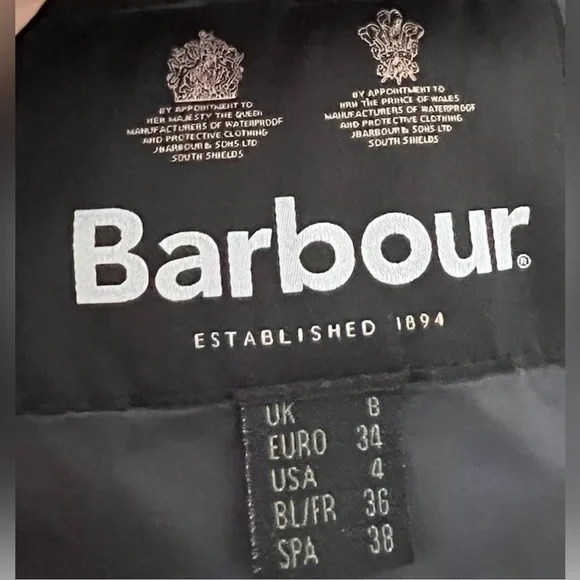 BY APPOINTMENT TO
HER MAJESTY THE QUEEN
MANUFACTURERS OF WATERPROOF
AND PROTECTIVE CLOTHING
JBARBOUR & SONS LTD
SOUTH SHIELDS
BY APPOINTMENT TO
HRH THE PRINCE OF WALES
MANUFACTURERS OF WATERPROOF
AND PROTECTIVE CLOTHING
JBARBOUR & SONS LTD
SOUTH SHIELDS
Barbour®
ESTABLISHED 1894
UK 8
EURO 34
USA 4
BL/FR 36
SPA 38